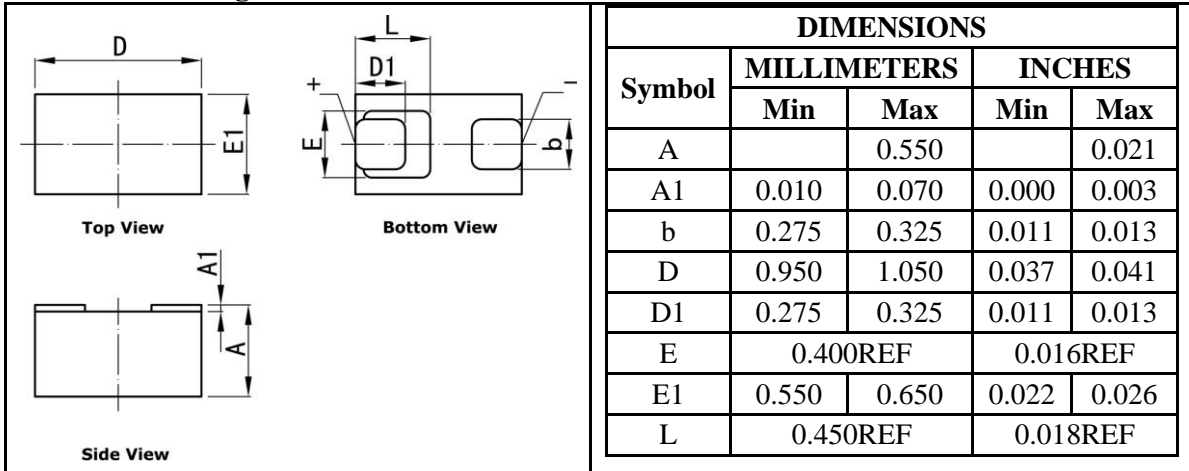 D
E1
Top View
L
D1
+
−
E
b
Bottom View
A1
A
Side View
DIMENSIONS
Symbol MILLIMETERS INCHES
Min Max Min Max
A 0.550 0.021
A1 0.010 0.070 0.000 0.003
b 0.275 0.325 0.011 0.013
D 0.950 1.050 0.037 0.041
D1 0.275 0.325 0.011 0.013
E 0.400REF 0.016REF
E1 0.550 0.650 0.022 0.026
L 0.450REF 0.018REF